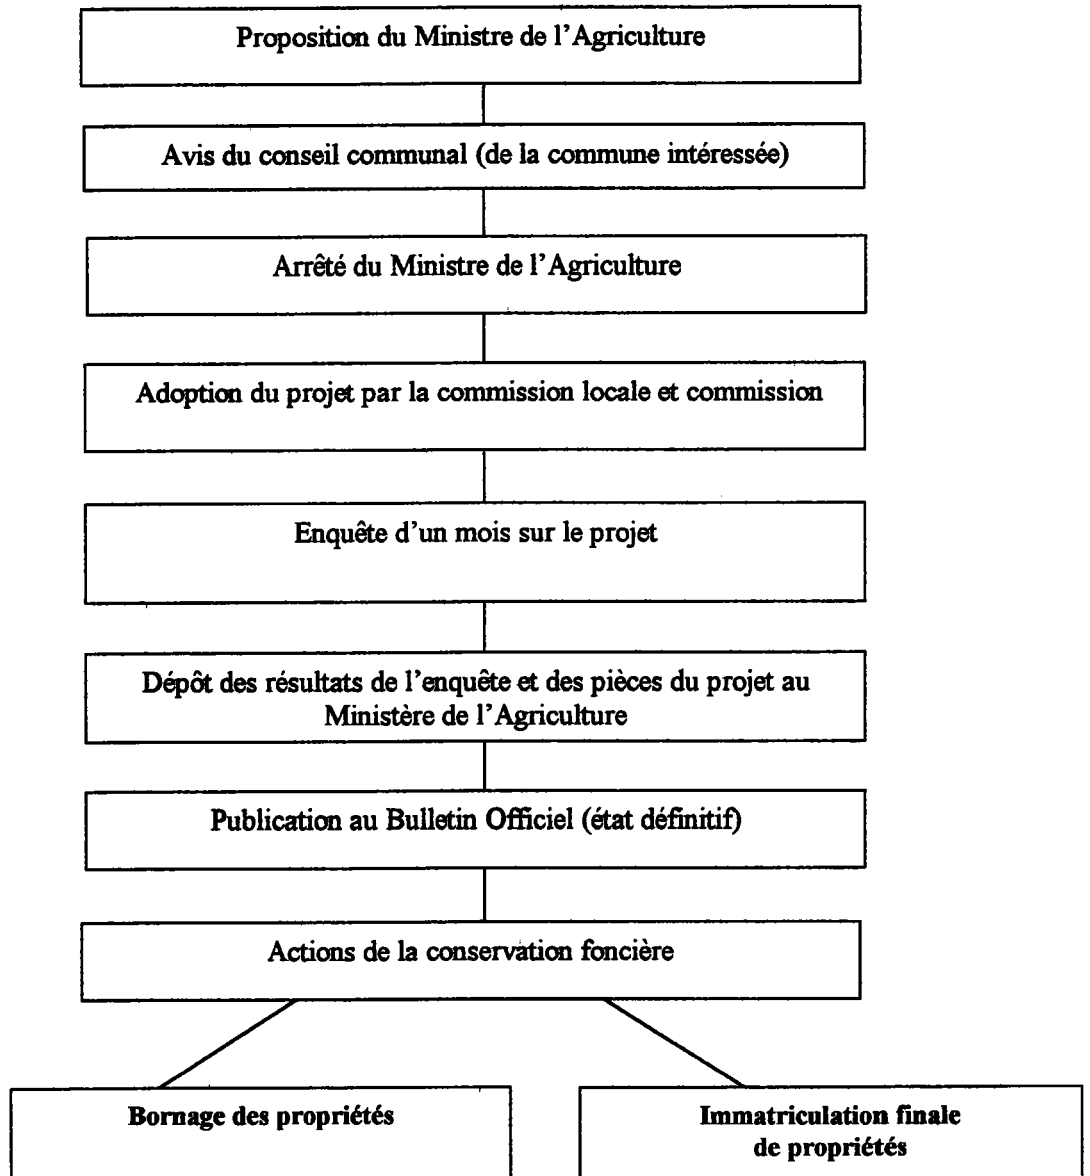 Proposition du Ministre de l'Agriculture
Avis du conseil communal (de la commune intéressée)
Arrêté du Ministre de l'Agriculture
Adoption du projet par la commission locale et commission
Enquête d'un mois sur le projet
Dépôt des résultats de l'enquête et des pièces du projet au
Ministère de l'Agriculture
Publication au Bulletin Officiel (état définitif)
Actions de la conservation foncière
Bornage des propriétés
Immatriculation finale
de propriétés